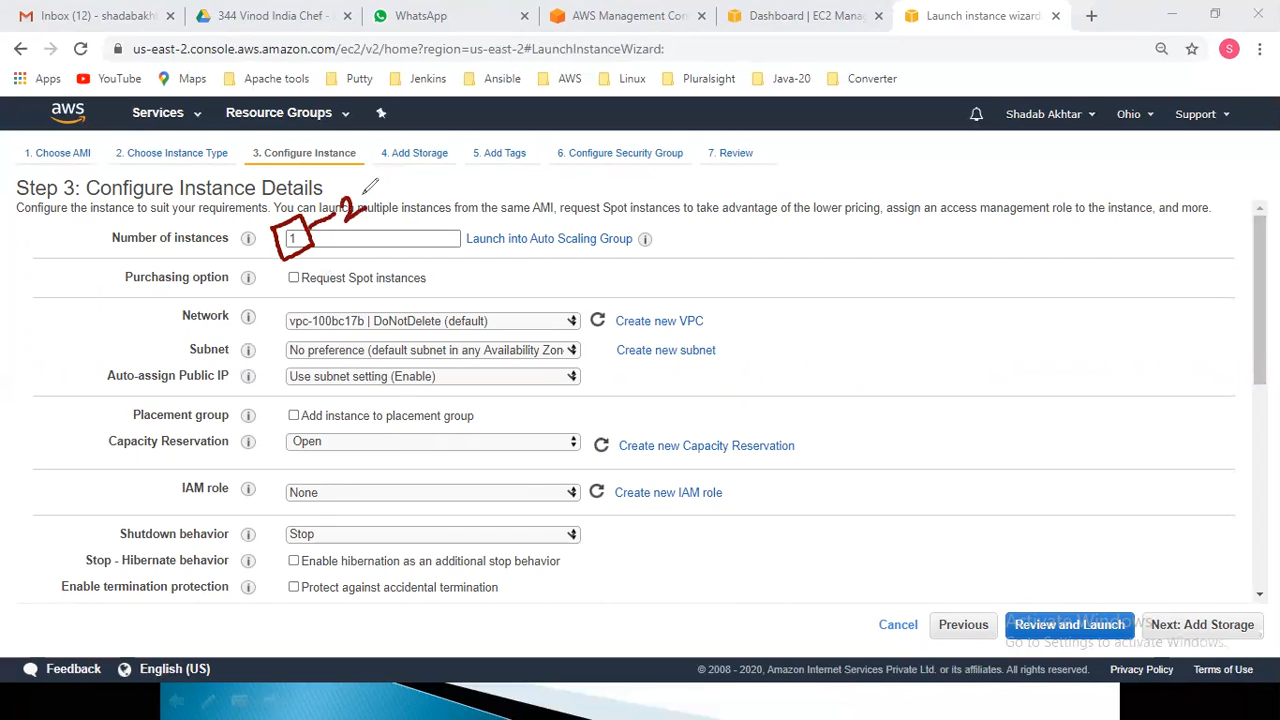 Inbox (12) - shadabakh
344 Vinod India Chef -
WhatsApp
AWS Management Con
Dashboard | EC2 Mana
Launch instance wizard
us-east-2.console.aws.amazon.com/ec2/v2/home?region=us-east-2#LaunchInstanceWizard:
S
Apps YouTube Maps Apache tools Putty Jenkins Ansible AWS Linux Pluralsight Java-20 Converter
aws Services Resource Groups Shadab Akhtar Ohio Support
1. Choose AMI 2. Choose Instance Type 3. Configure Instance 4. Add Storage 5. Add Tags 6. Configure Security Group 7. Review
Step 3: Configure Instance Details
2
Configure the instance to suit your requirements. You can launch multiple instances from the same AMI, request Spot instances to take advantage of the lower pricing, assign an access management role to the instance, and more.
Number of instances 1 Launch into Auto Scaling Group
Purchasing option Request Spot instances
Network vpc-100bc17b | DoNotDelete (default) Create new VPC
Subnet No preference (default subnet in any Availability Zon Create new subnet
Auto-assign Public IP Use subnet setting (Enable)
Placement group Add instance to placement group
Capacity Reservation Open Create new Capacity Reservation
IAM role None Create new IAM role
Shutdown behavior Stop
Stop - Hibernate behavior Enable hibernation as an additional stop behavior
Enable termination protection Protect against accidental termination
Cancel Previous Review and Launch Next: Add Storage
Activate Windows
Go to Settings to activate Windows.
Feedback English (US) © 2008 - 2020, Amazon Internet Services Private Ltd. or its affiliates. All rights reserved. Privacy Policy Terms of Use